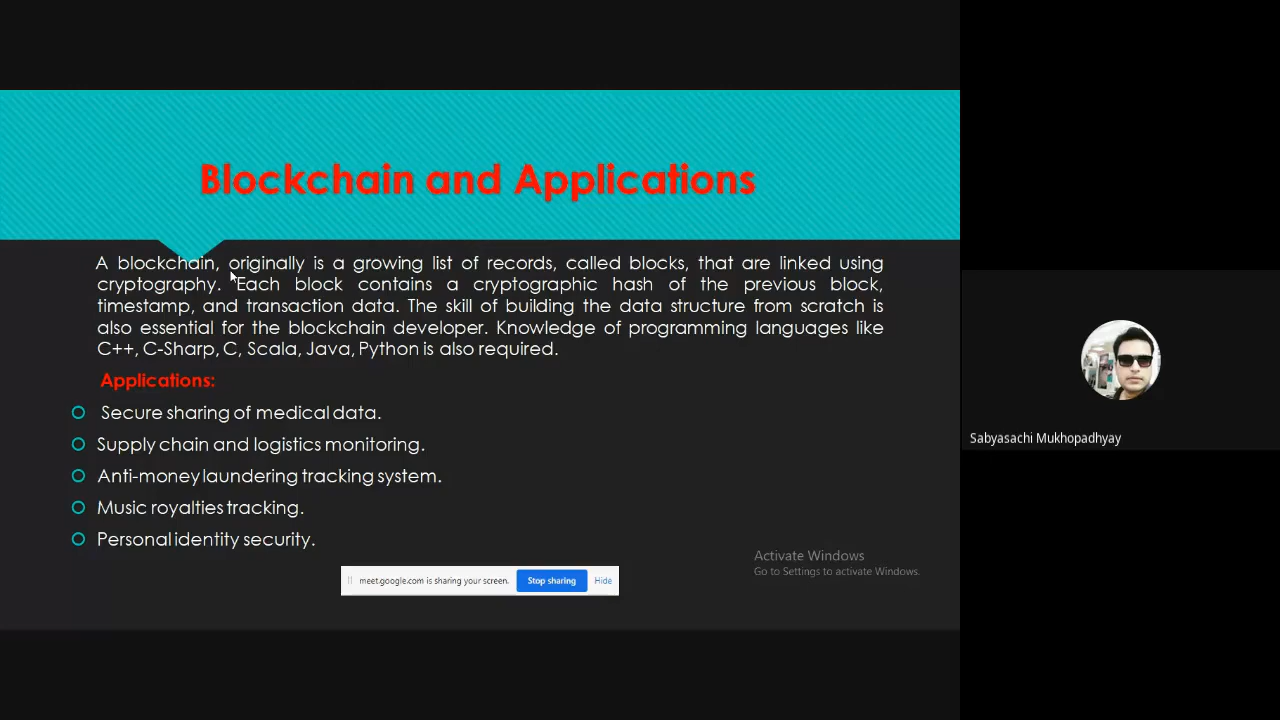 Blockchain and Applications
A blockchain, originally is a growing list of records, called blocks, that are linked using
cryptography. Each block contains a cryptographic hash of the previous block,
timestamp, and transaction data. The skill of building the data structure from scratch is
also essential for the blockchain developer. Knowledge of programming languages like
C++, C-Sharp, C, Scala, Java, Python is also required.
Applications:
Secure sharing of medical data.
Supply chain and logistics monitoring.
Anti-money laundering tracking system.
Music royalties tracking.
Personal identity security.
Activate Windows
Go to Settings to activate Windows.
meet.google.com is sharing your screen. Stop sharing Hide
Sabyasachi Mukhopadhyay